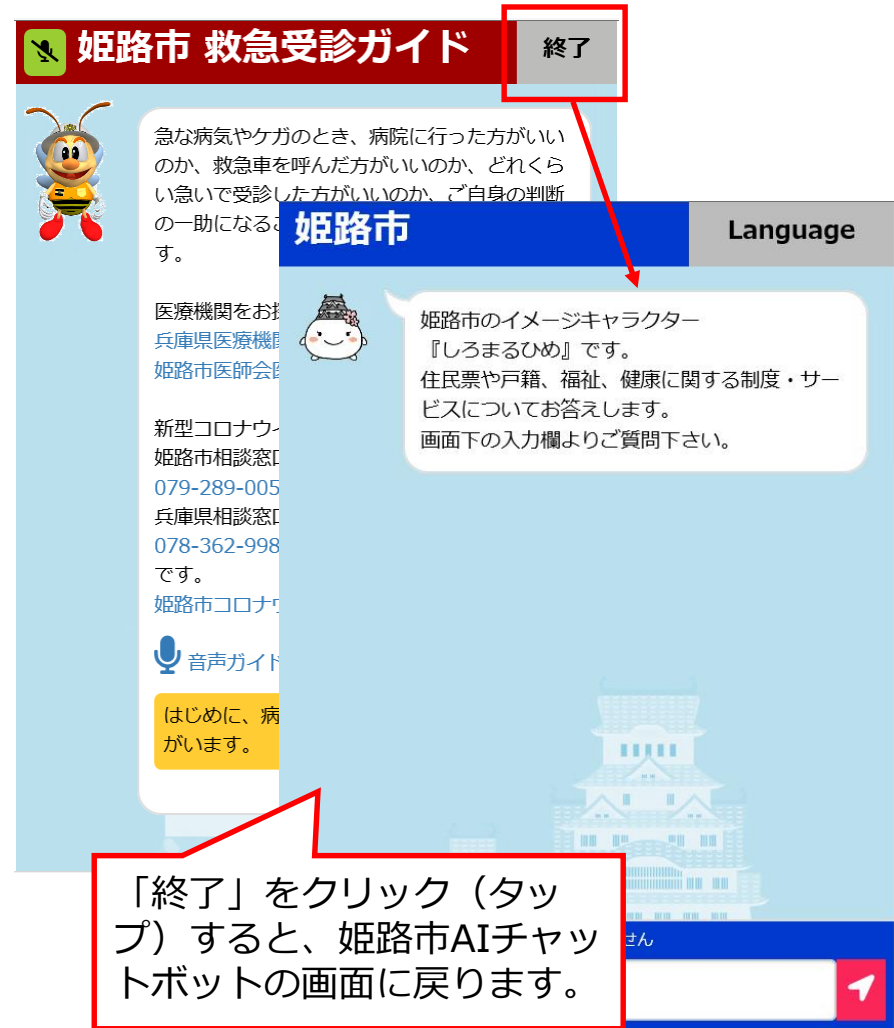 姫路市 救急受診ガイド
終了
急な病気やケガのとき、病院に行った方がいい
のか、救急車を呼んだ方がいいのか、どれくら
い急いで受診した方がいいのか、ご自身の判断
の一助になる
す。
医療機関をお
兵庫県医療機
姫路市医師会
新型コロナウ
姫路市相談窓
079-289-005
兵庫県相談窓
078-362-998
です。
姫路市コロナ
音声ガイ
はじめに、病
がいます。
姫路市
Language
姫路市のイメージキャラクター
『しろまるひめ』です。
住民票や戸籍、福祉、健康に関する制度・サー
ビスについてお答えします。
画面下の入力欄よりご質問下さい。
せん
「終了」をクリック（タッ
プ）すると、姫路市AIチャッ
トボットの画面に戻ります。